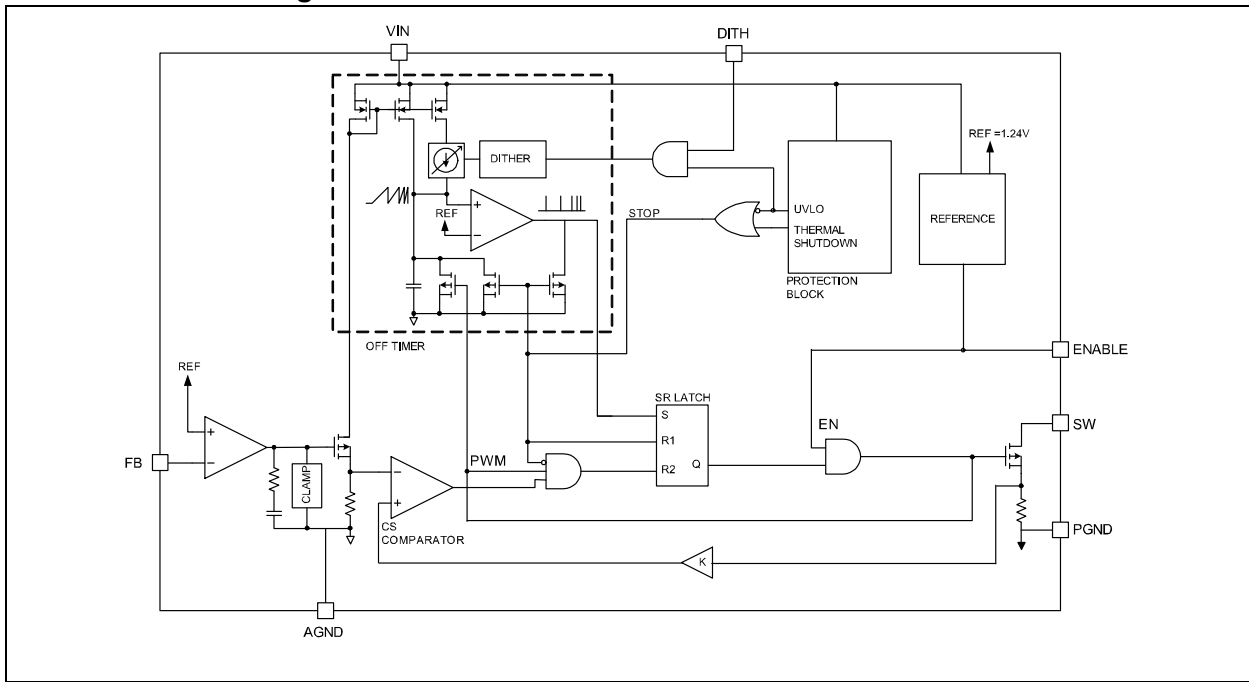 VIN
DITH
REF =1.24V
DITHER
REF
STOP
UVLO
THERMAL
SHUTDOWN
REFERENCE
PROTECTION
BLOCK
OFF TIMER
ENABLE
REF
SR LATCH
S
EN
SW
R1
FB
PWM
R2
Q
CLAMP
CS
COMPARATOR
PGND
K
AGND